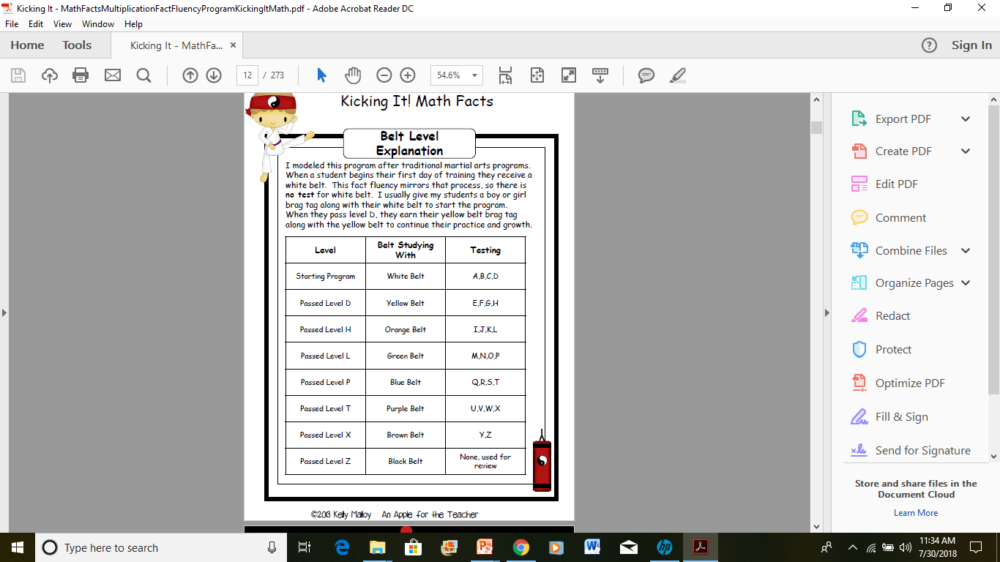 Kicking It - MathFactsMultiplicationFactFluencyProgramKickingItMath.pdf - Adobe Acrobat Reader DC
File Edit View Window Help
Home Tools Kicking It - MathFa... × ? Sign In
12 / 273 54.6%
Kicking It! Math Facts
Belt Level
Explanation
I modeled this program after traditional martial arts programs.
When a student begins their first day of training they receive a
white belt. This fact fluency mirrors that process, so there is
no test for white belt. I usually give my students a boy or girl
brag tag along with their white belt to start the program.
When they pass level D, they earn their yellow belt brag tag
along with the yellow belt to continue their practice and growth.
Level Belt Studying With Testing
Starting Program White Belt A,B,C,D
Passed Level D Yellow Belt E,F,G,H
Passed Level H Orange Belt I,J,K,L
Passed Level L Green Belt M,N,O,P
Passed Level P Blue Belt Q,R,S,T
Passed Level T Purple Belt U,V,W,X
Passed Level X Brown Belt Y,Z
Passed Level Z Black Belt None, used for review
©2013 Kelly Malloy An Apple for the Teacher
Export PDF
Create PDF
Edit PDF
Comment
Combine Files
Organize Pages
Redact
Protect
Optimize PDF
Fill & Sign
Send for Signature
Store and share files in the
Document Cloud
Learn More
Type here to search
11:34 AM
7/30/2018